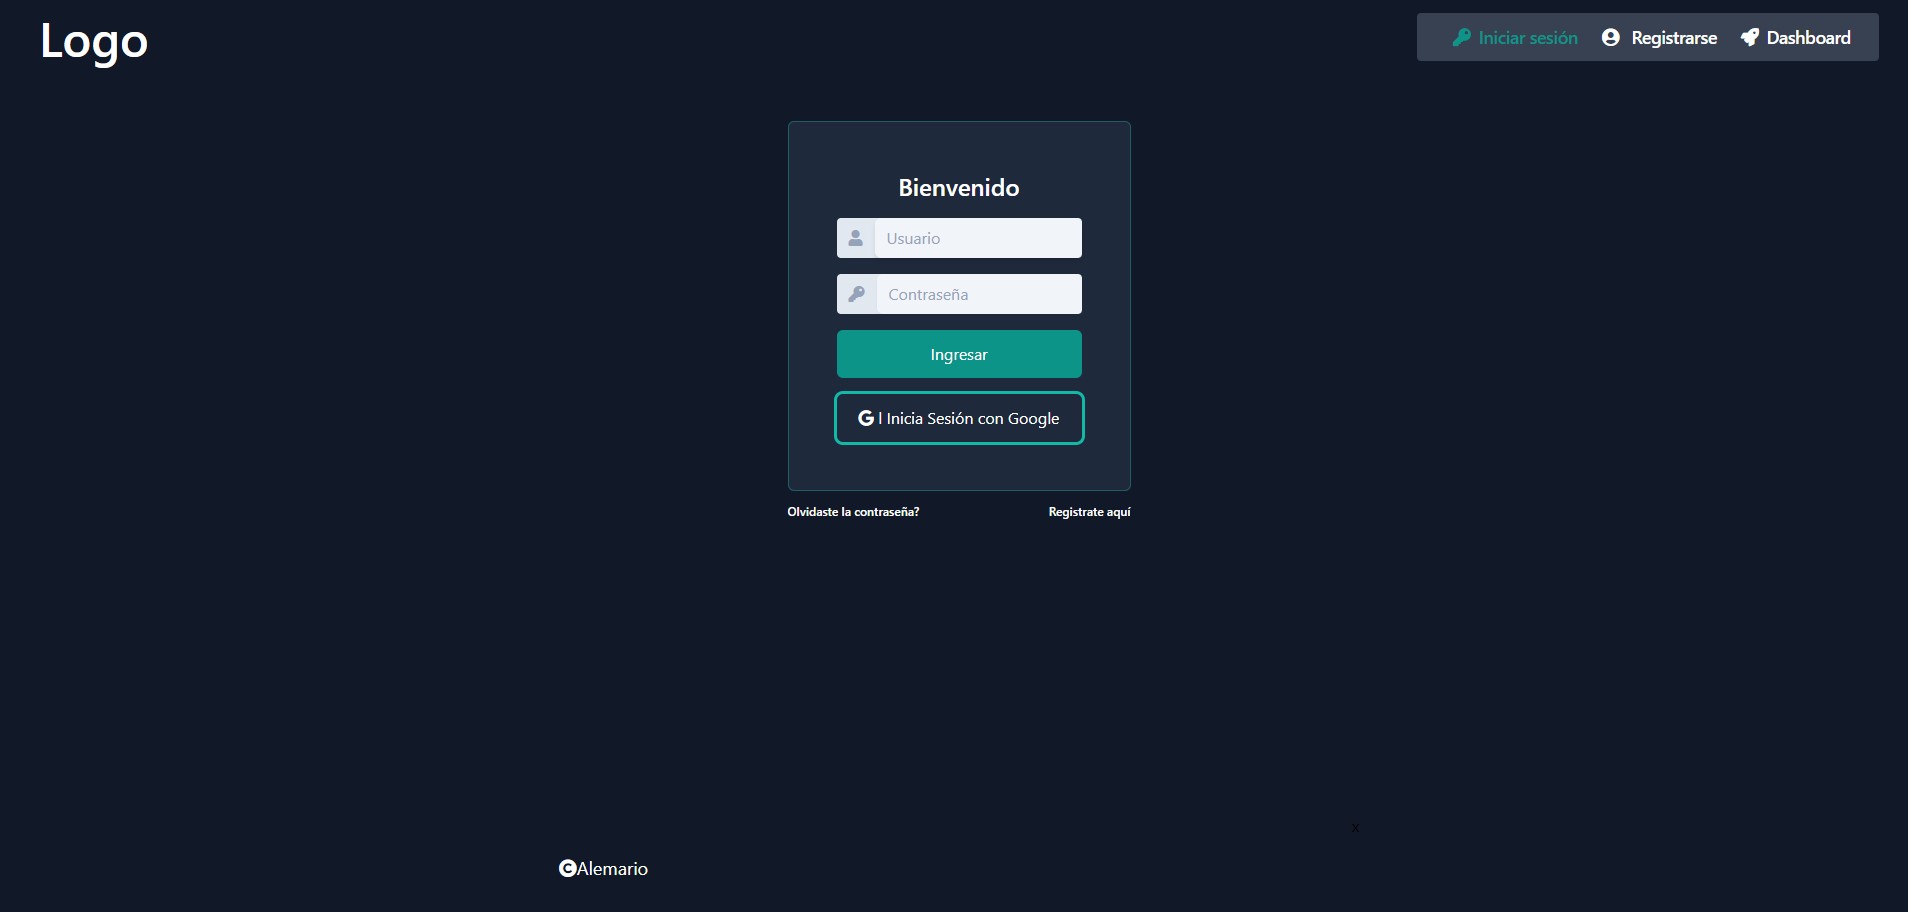 Logo
Iniciar sesión Registrarse Dashboard
Bienvenido
Usuario
Contraseña
Ingresar
G | Inicia Sesión con Google
Olvidaste la contraseña? Registrate aquí
x
©Alemario